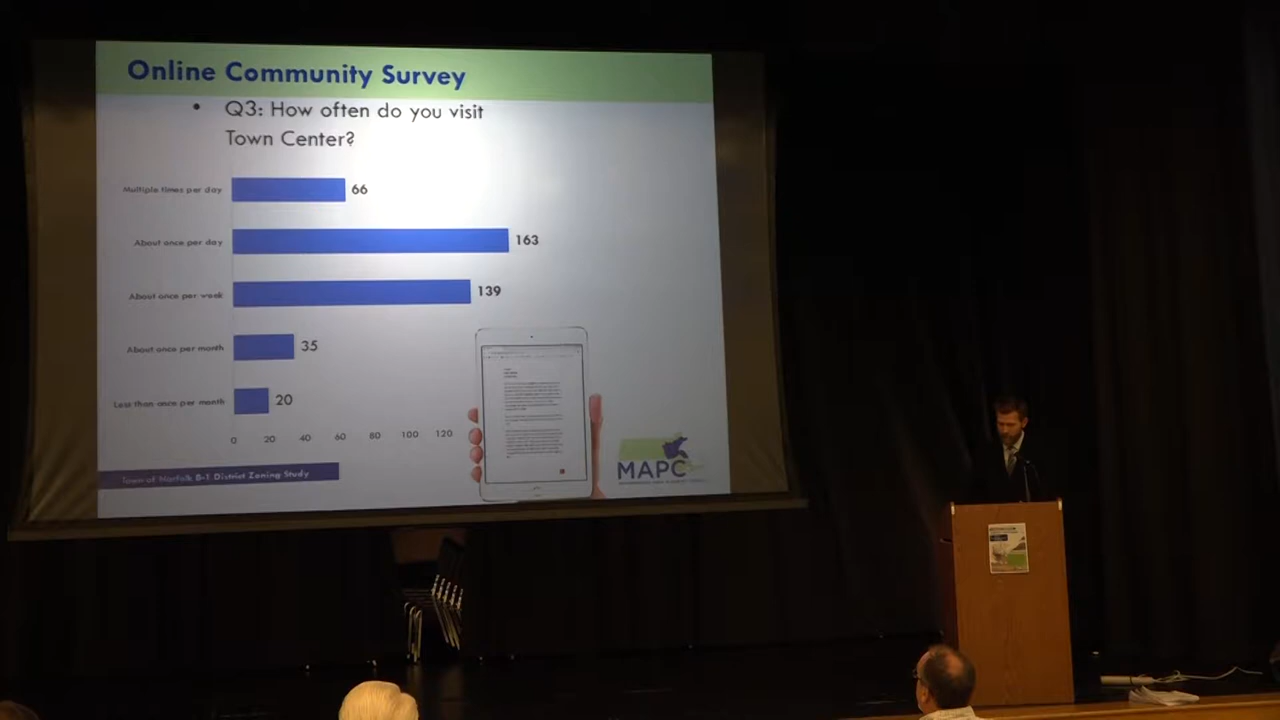 Online Community Survey
• Q3: How often do you visit
Town Center?
Multiple times per day 66
About once per day 163
About once per week 139
About once per month 35
Less than once per month 20
0 20 40 60 80 100 120
Town of Norfolk B-1 District Zoning Study
MAPC